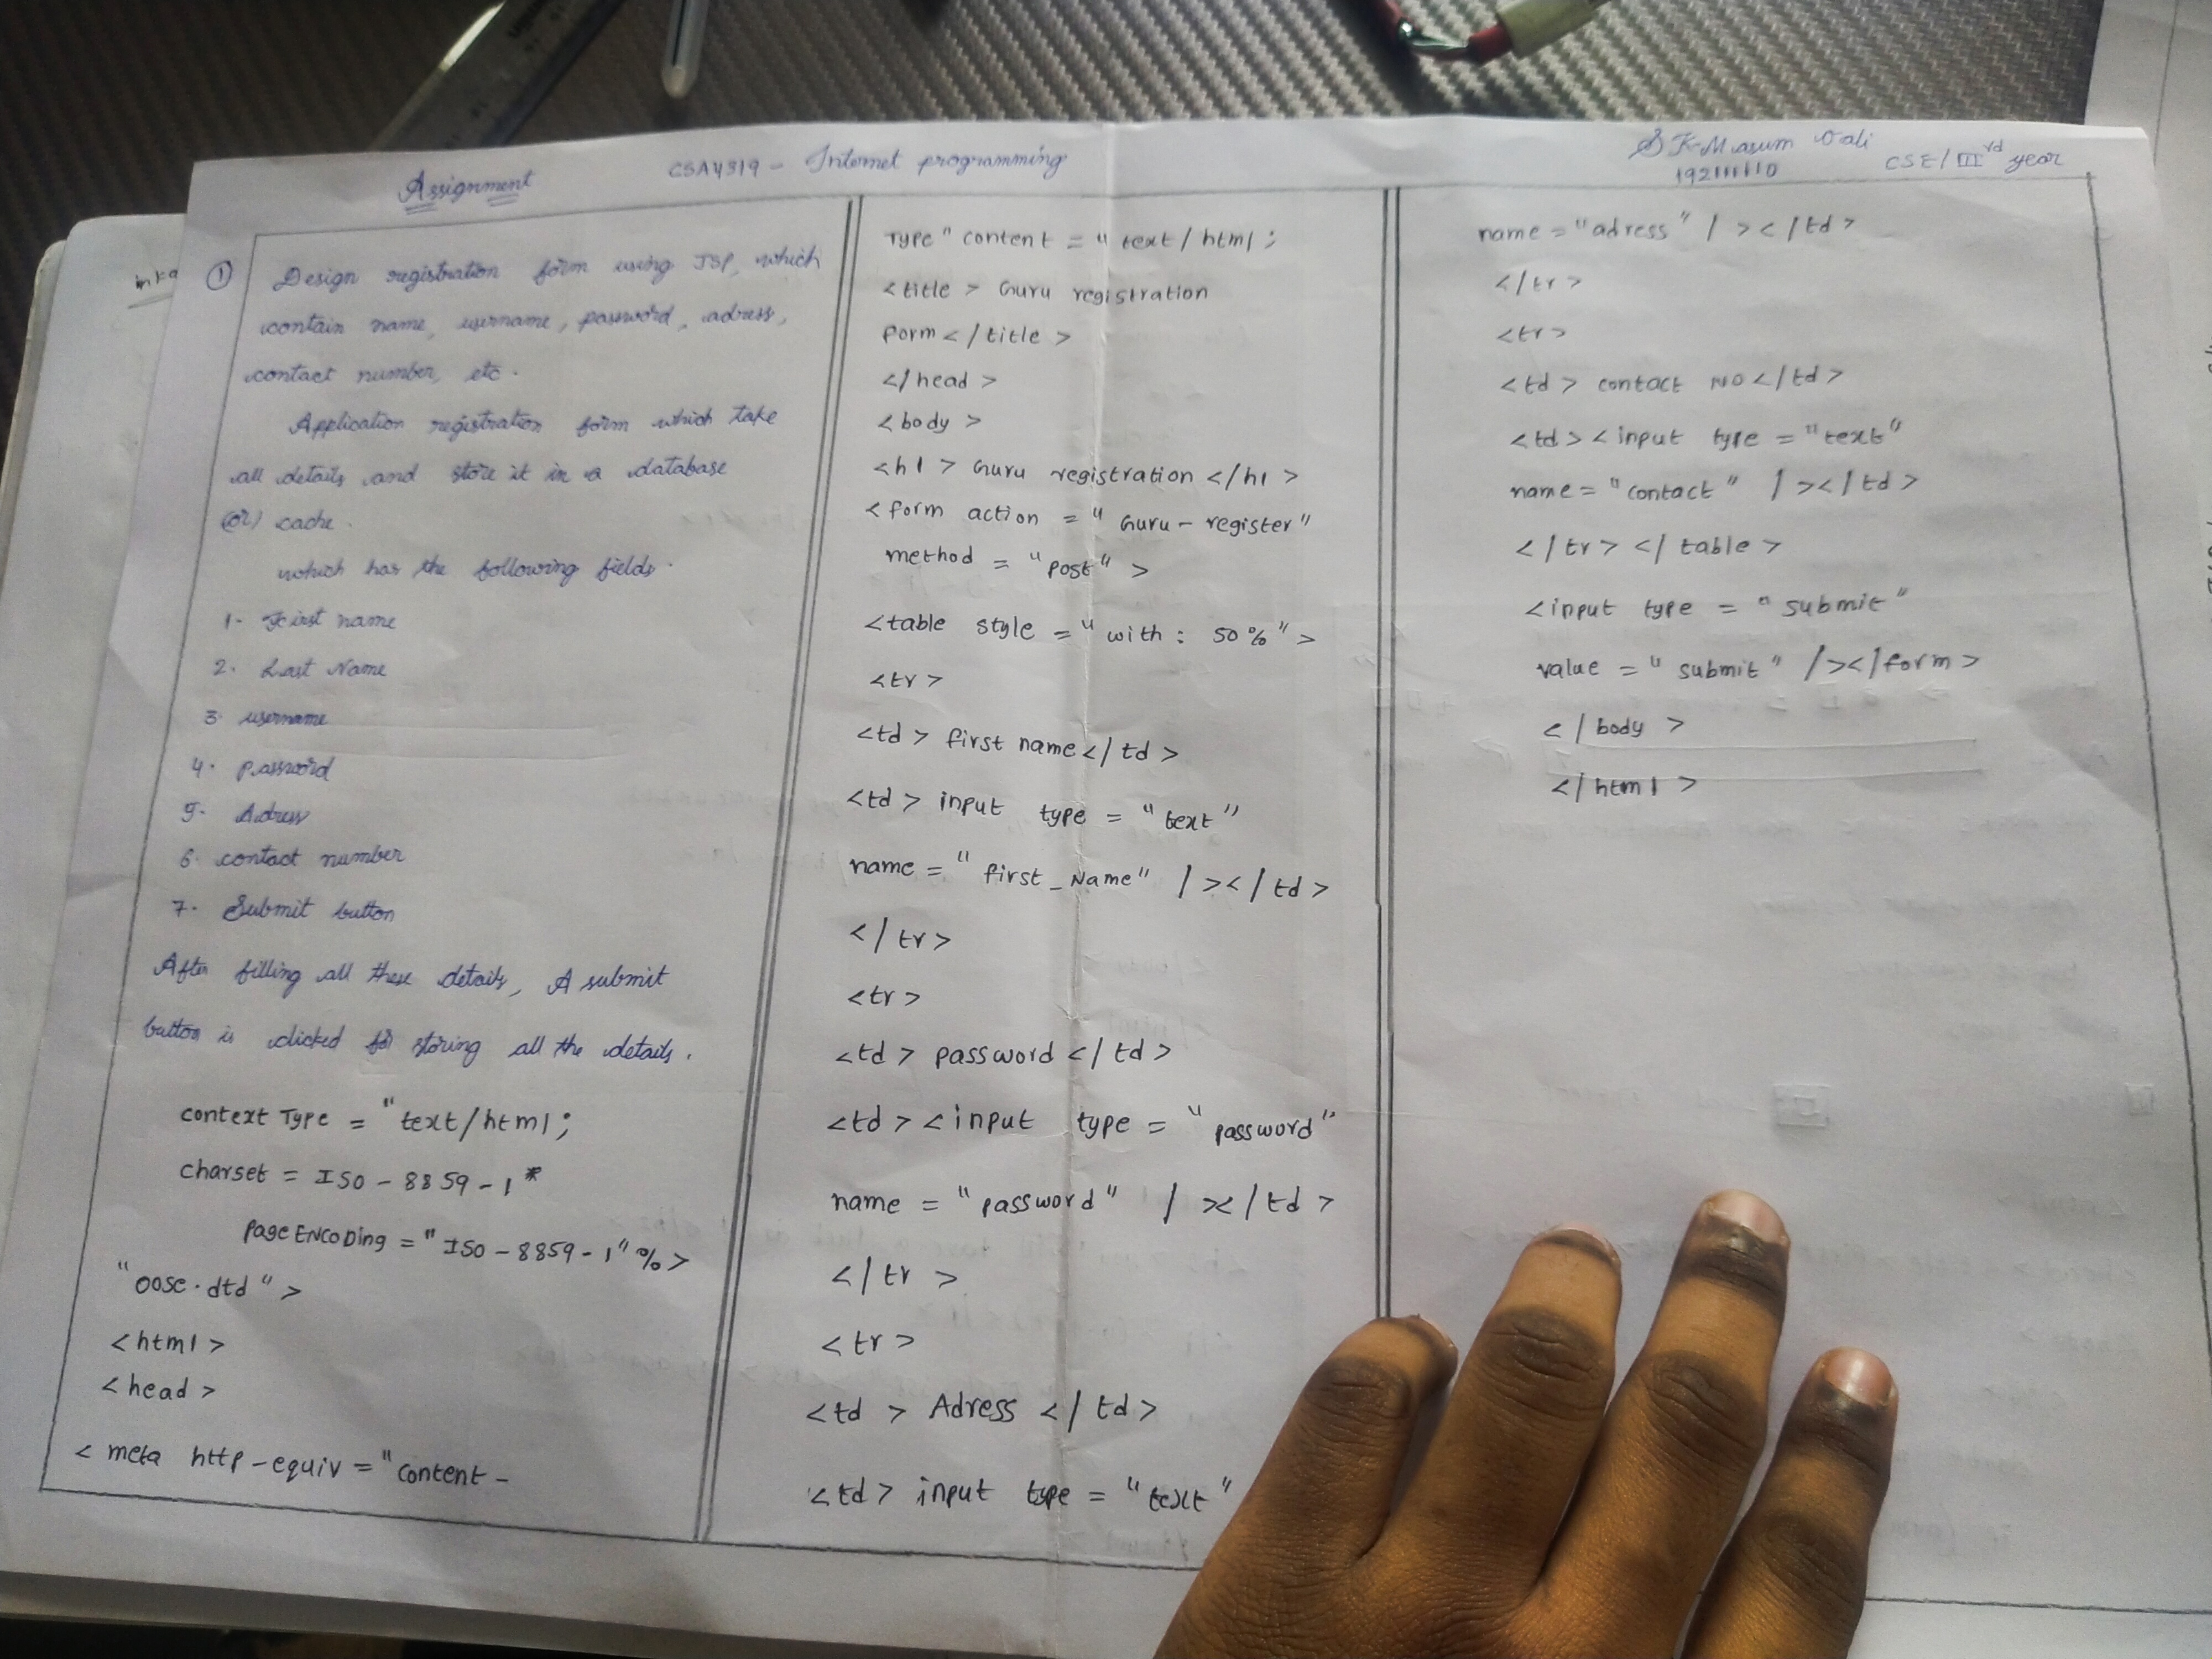 Assignment
CSA4319 - Internet programming
SK-Masum Vali
192111110
CSE/IIIrd year
① Design registration form using JSP, which
contain name, username, password, adress,
contact number, etc.
Application registration form which take
all details and store it in a database
(or) cache.
which has the following fields.
1. First name
2. Last Name
3. username
4. Password
5. Adress
6. contact number
7. Submit button
After filling all these details, A submit
button is clicked for storing all the details.
context Type = "text/html;
charset = ISO-8859-1*
page ENCODing = "ISO-8859-1"%>
"oose.dtd">
<html>
<head>
<meta http-equiv="content-
Type" content = "text/html;
<title> Guru registration
Form</title>
</head>
<body>
<h1> Guru registration </h1>
<form action = "Guru-register"
method = "post">
<table style = "with: 50%">
<tr>
<td> first name</td>
<td> input type = "text"
name = "first_Name" /></td>
</tr>
<tr>
<td> password </td>
<td><input type = "password"
name = "password" /></td>
</tr>
<tr>
<td> Adress </td>
<td> input type = "text"
name = "adress" /></td>
</tr>
<tr>
<td> contact NO</td>
<td><input type = "text"
name = "contact" /></td>
</tr></table>
<input type = "submit"
value = "submit" /></form>
</body>
</html>